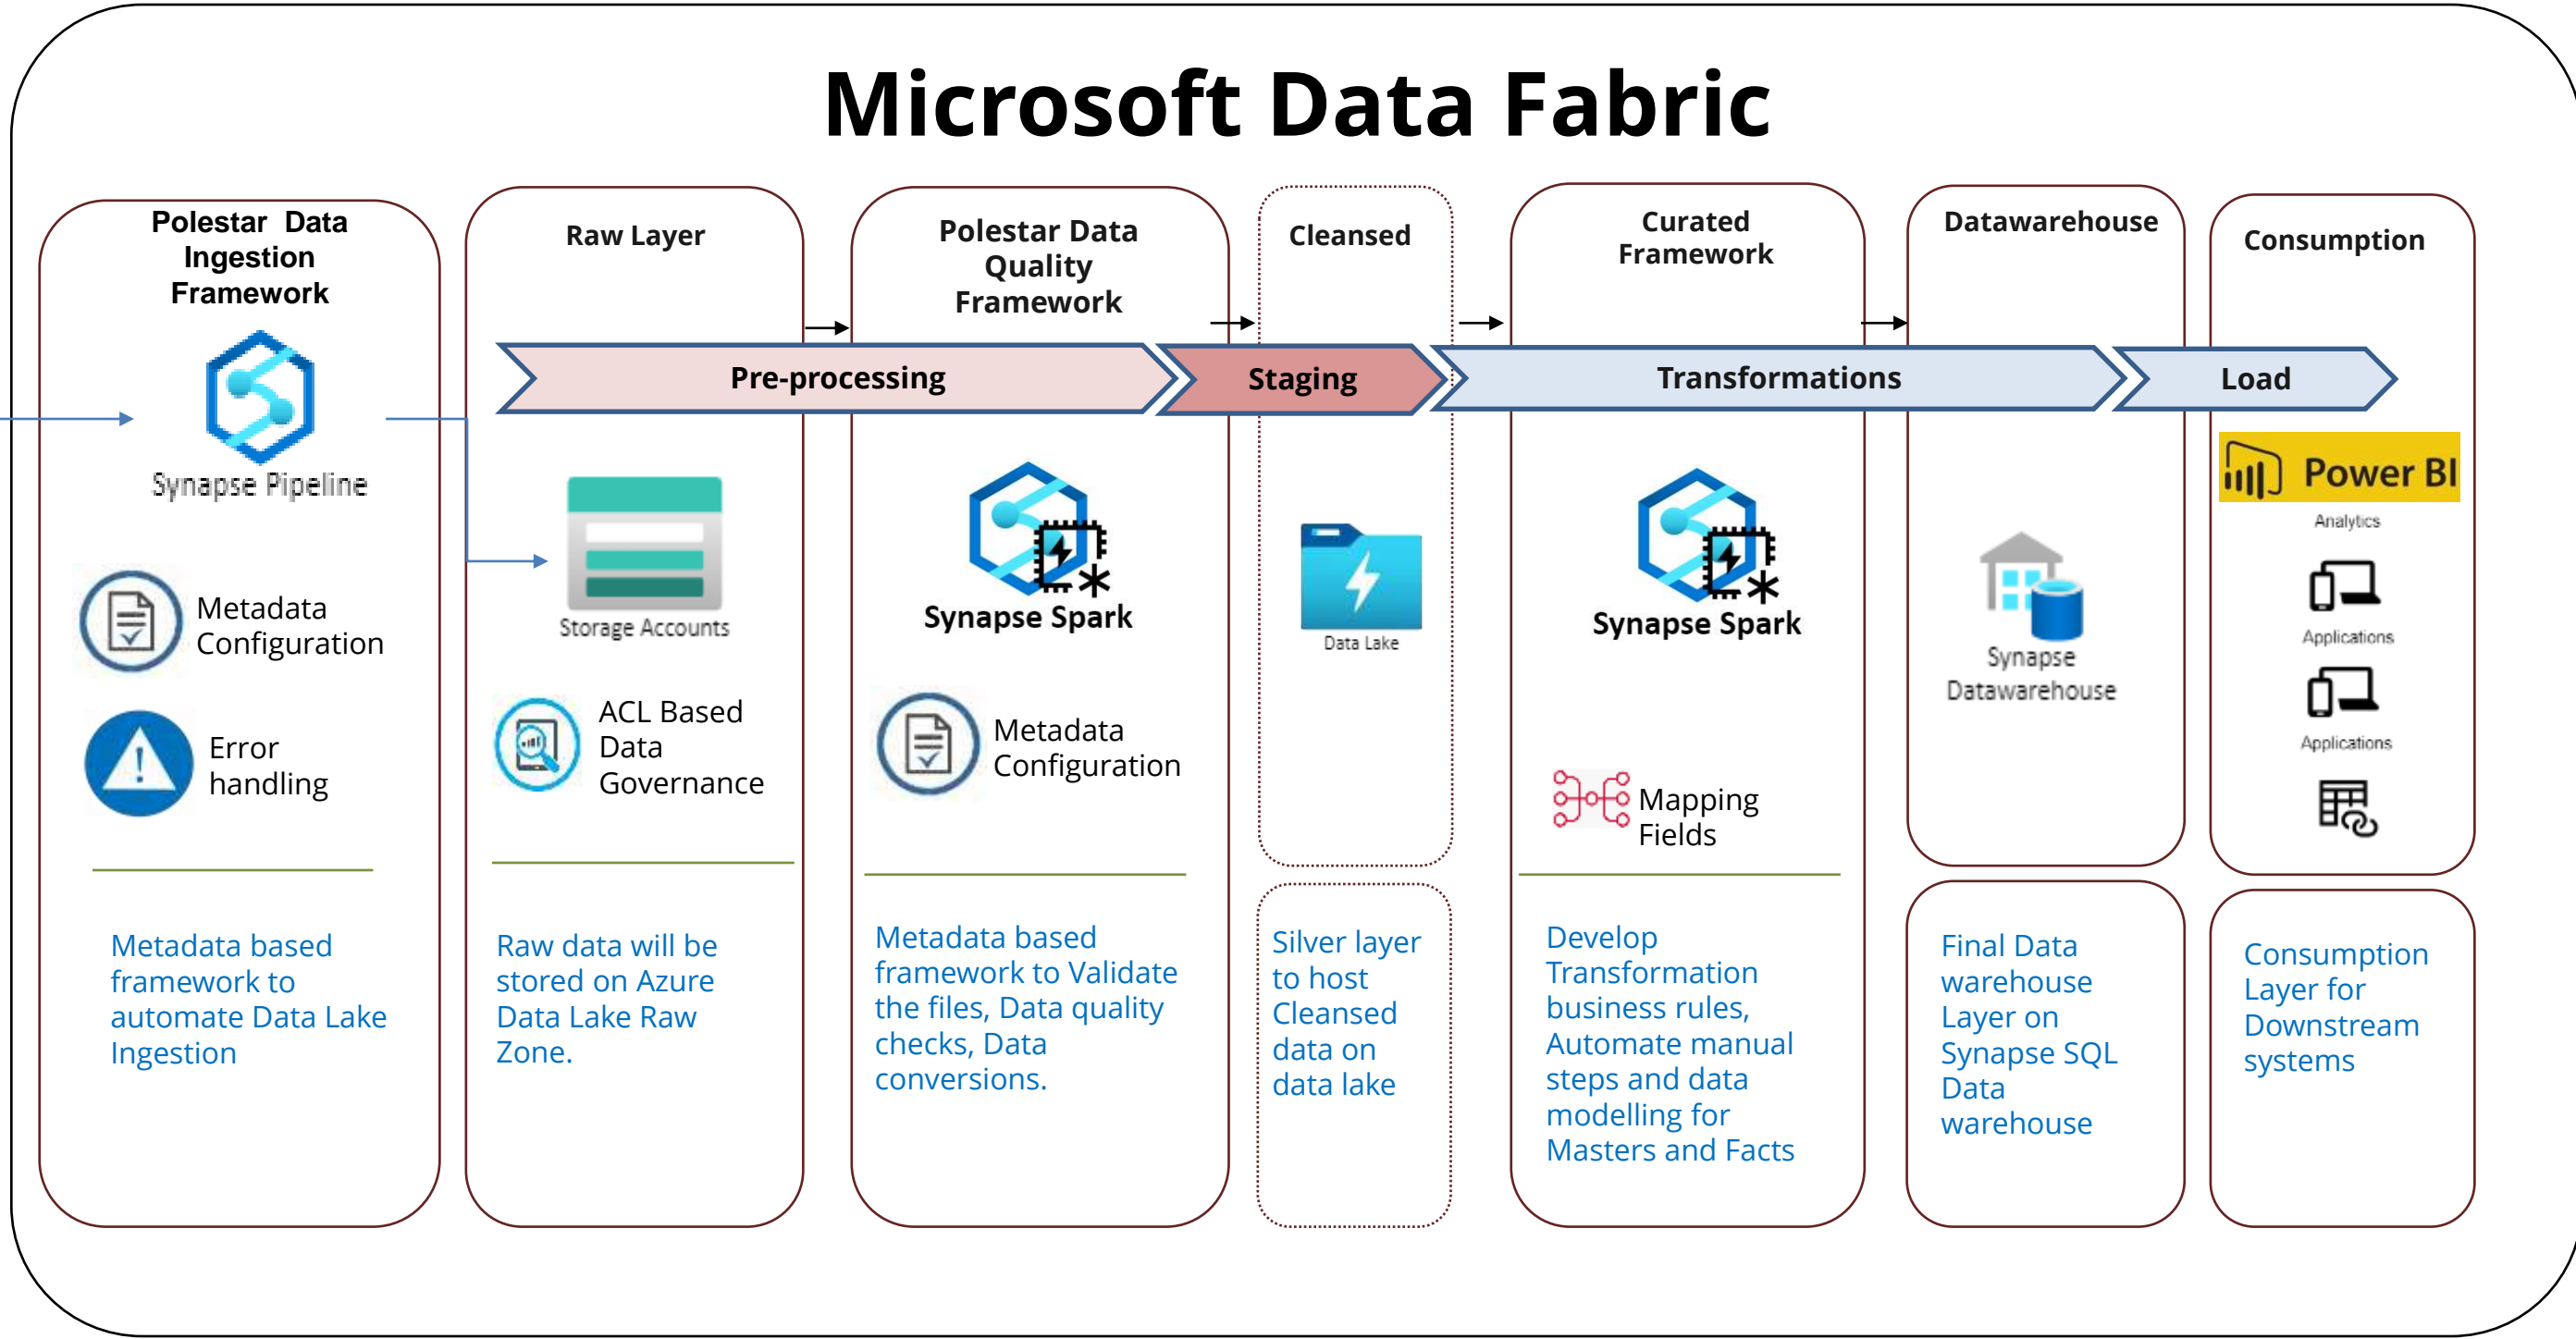 Microsoft Data Fabric
Polestar Data
Ingestion
Framework
Synapse Pipeline
Metadata
Configuration
Error
handling
Metadata based
framework to
automate Data Lake
Ingestion
Raw Layer
Storage Accounts
ACL Based
Data
Governance
Raw data will be
stored on Azure
Data Lake Raw
Zone.
Polestar Data
Quality
Framework
Pre-processing
Synapse Spark
Metadata
Configuration
Metadata based
framework to Validate
the files, Data quality
checks, Data
conversions.
Cleansed
Staging
Data Lake
Silver layer
to host
Cleansed
data on
data lake
Curated
Framework
Transformations
Synapse Spark
Mapping
Fields
Develop
Transformation
business rules,
Automate manual
steps and data
modelling for
Masters and Facts
Datawarehouse
Synapse
Datawarehouse
Final Data
warehouse
Layer on
Synapse SQL
Data
warehouse
Consumption
Load
Power BI
Analytics
Applications
Applications
Consumption
Layer for
Downstream
systems